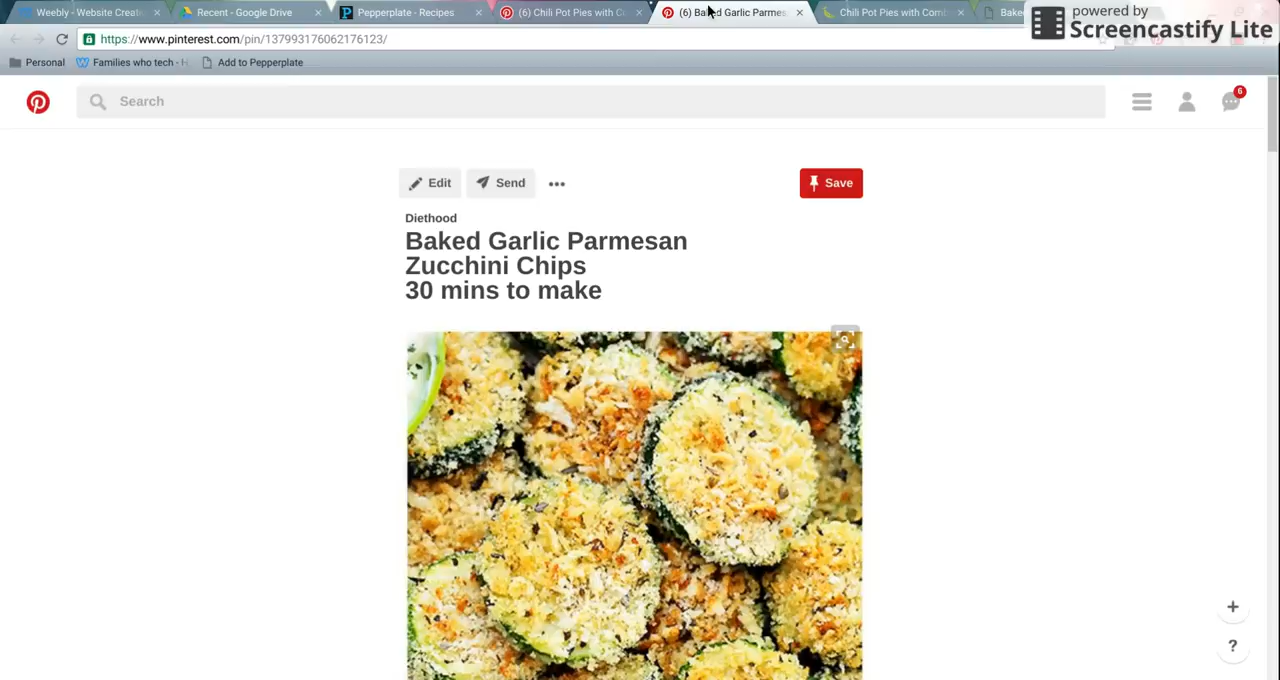 Weebly - Website Create
Recent - Google Drive
Pepperplate - Recipes
(6) Chili Pot Pies with C
(6) Baked Garlic Parmes
Chili Pot Pies with Corn
Bake
powered by
Screencastify Lite
https://www.pinterest.com/pin/137993176062176123/
Personal
Families who tech - H
Add to Pepperplate
Search
6
Edit
Send
Save
Diethood
Baked Garlic Parmesan
Zucchini Chips
30 mins to make
+
?